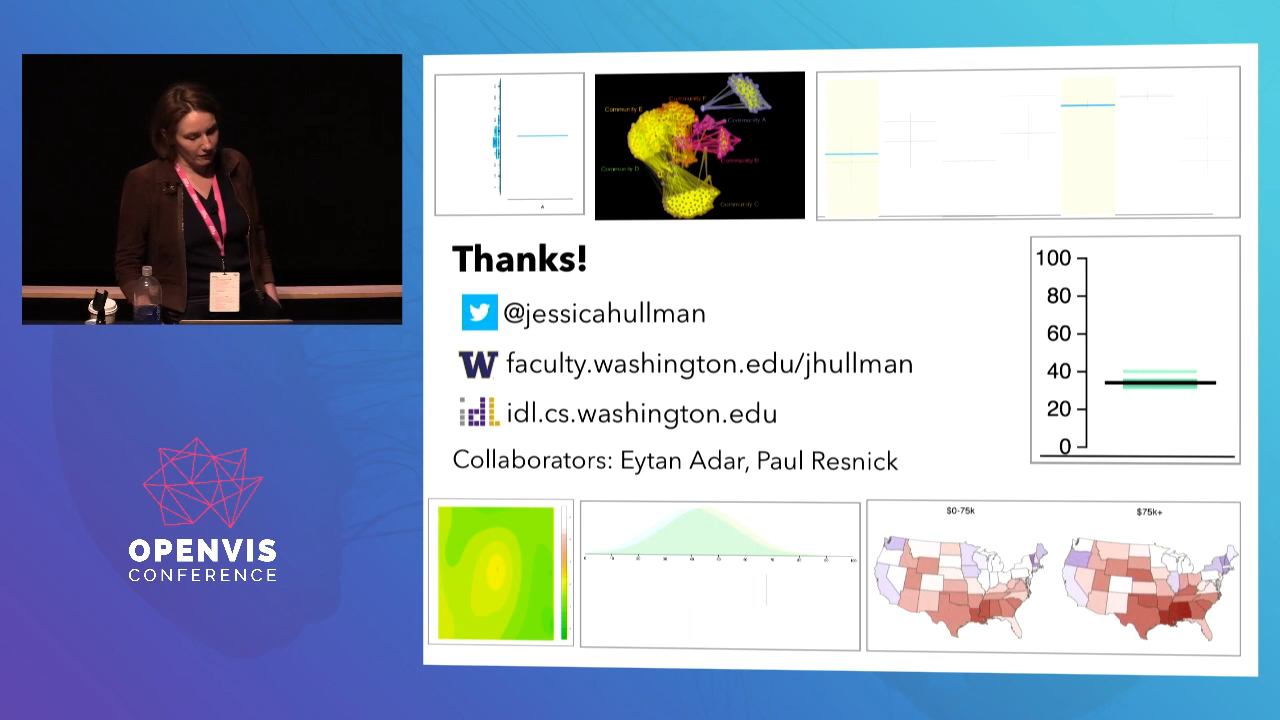 A
Community E
Community F
Community A
Community B
Community D
Community C
Thanks!
@jessicahullman
W faculty.washington.edu/jhullman
idl idl.cs.washington.edu
Collaborators: Eytan Adar, Paul Resnick
100
80
60
40
20
0
$0-75k
$75k+
OPENVIS
CONFERENCE